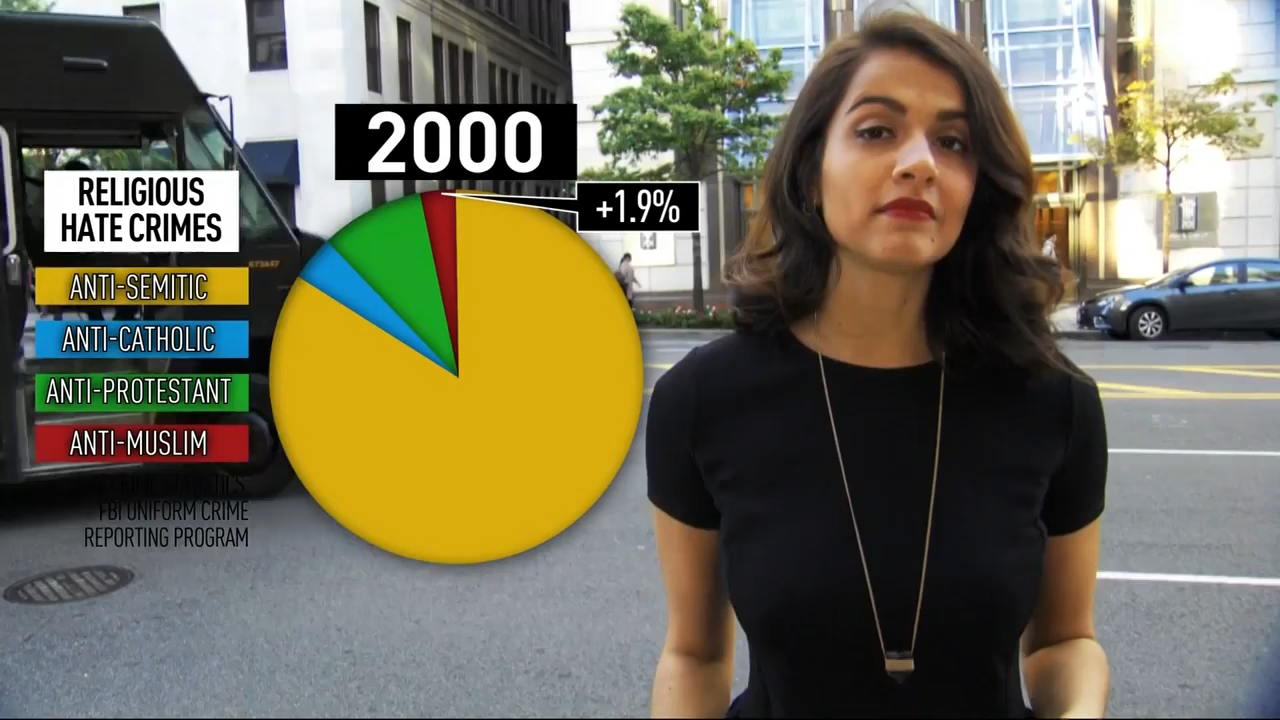 2000
+1.9%
RELIGIOUS
HATE CRIMES
ANTI-SEMITIC
ANTI-CATHOLIC
ANTI-PROTESTANT
ANTI-MUSLIM
FBI UNIFORM CRIME
REPORTING PROGRAM